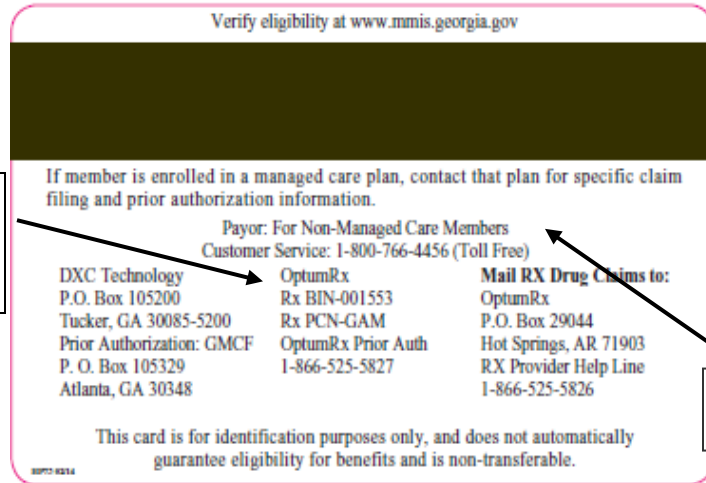 Verify eligibility at www.mmis.georgia.gov
If member is enrolled in a managed care plan, contact that plan for specific claim
filing and prior authorization information.
Payor: For Non-Managed Care Members
Customer Service: 1-800-766-4456 (Toll Free)
DXC Technology
P.O. Box 105200
Tucker, GA 30085-5200
Prior Authorization: GMCF
P. O. Box 105329
Atlanta, GA 30348
OptumRx
Rx BIN-001553
Rx PCN-GAM
OptumRx Prior Auth
1-866-525-5827
Mail RX Drug Claims to:
OptumRx
P.O. Box 29044
Hot Springs, AR 71903
RX Provider Help Line
1-866-525-5826
This card is for identification purposes only, and does not automatically
guarantee eligibility for benefits and is non-transferable.